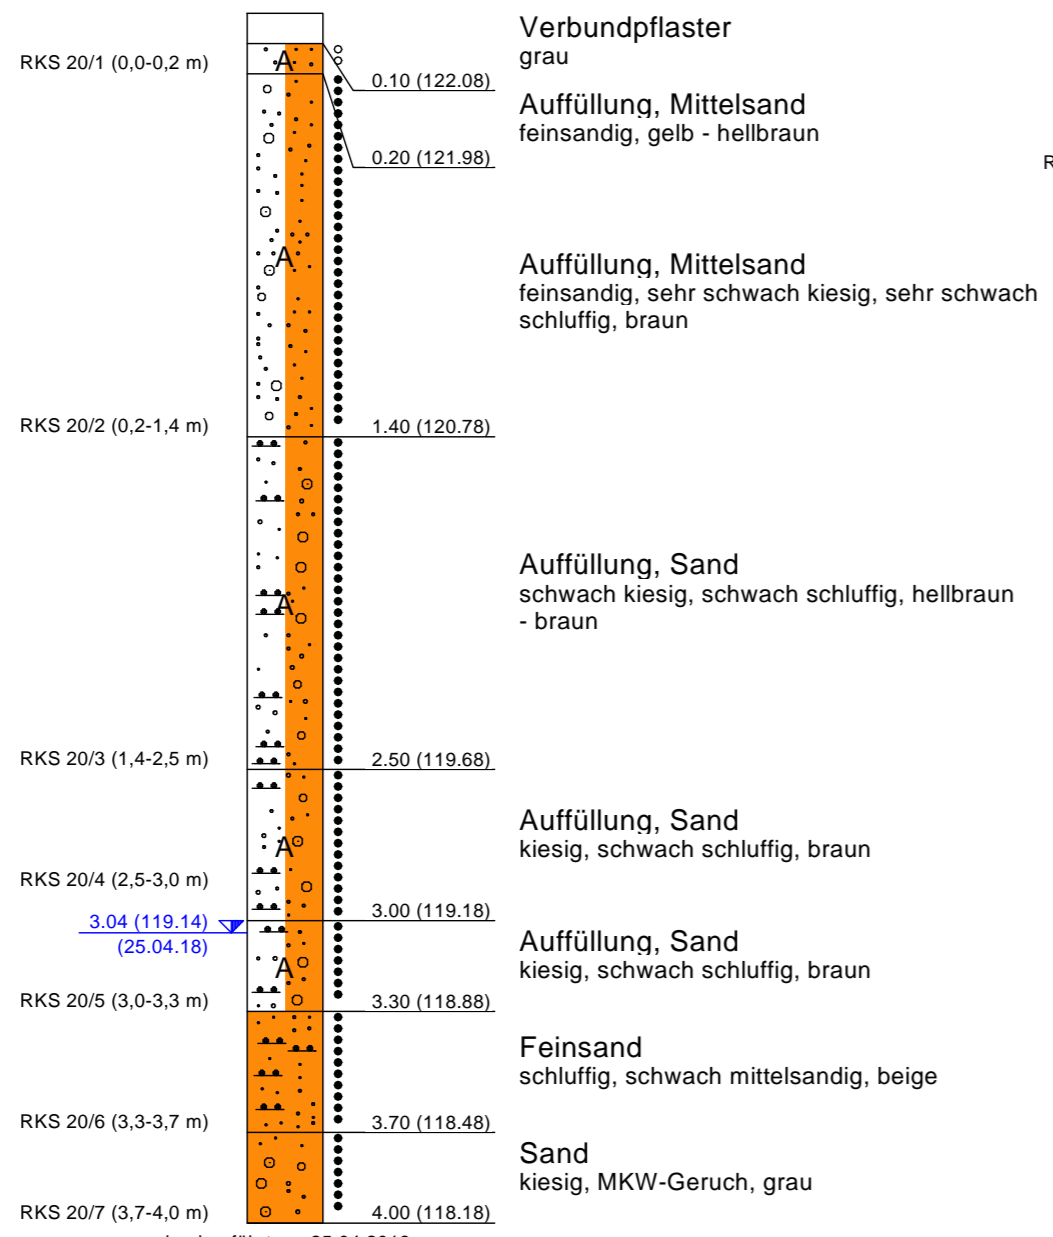 Verbundpflaster
grau
RKS 20/1 (0,0-0,2 m)
A
0.10 (122.08)
Auffüllung, Mittelsand
feinsandig, gelb - hellbraun
0.20 (121.98)
R
A
Auffüllung, Mittelsand
feinsandig, sehr schwach kiesig, sehr schwach
schluffig, braun
RKS 20/2 (0,2-1,4 m)
1.40 (120.78)
A
Auffüllung, Sand
schwach kiesig, schwach schluffig, hellbraun
- braun
RKS 20/3 (1,4-2,5 m)
2.50 (119.68)
A
Auffüllung, Sand
kiesig, schwach schluffig, braun
RKS 20/4 (2,5-3,0 m)
3.00 (119.18)
3.04 (119.14)
(25.04.18)
A
Auffüllung, Sand
kiesig, schwach schluffig, braun
RKS 20/5 (3,0-3,3 m)
3.30 (118.88)
Feinsand
schluffig, schwach mittelsandig, beige
RKS 20/6 (3,3-3,7 m)
3.70 (118.48)
Sand
kiesig, MKW-Geruch, grau
RKS 20/7 (3,7-4,0 m)
4.00 (118.18)